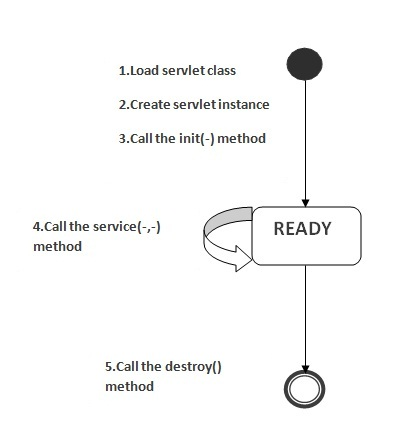 1.Load servlet class
2.Create servlet instance
3.Call the init(-) method
READY
4.Call the service(-,-)
method
5.Call the destroy()
method